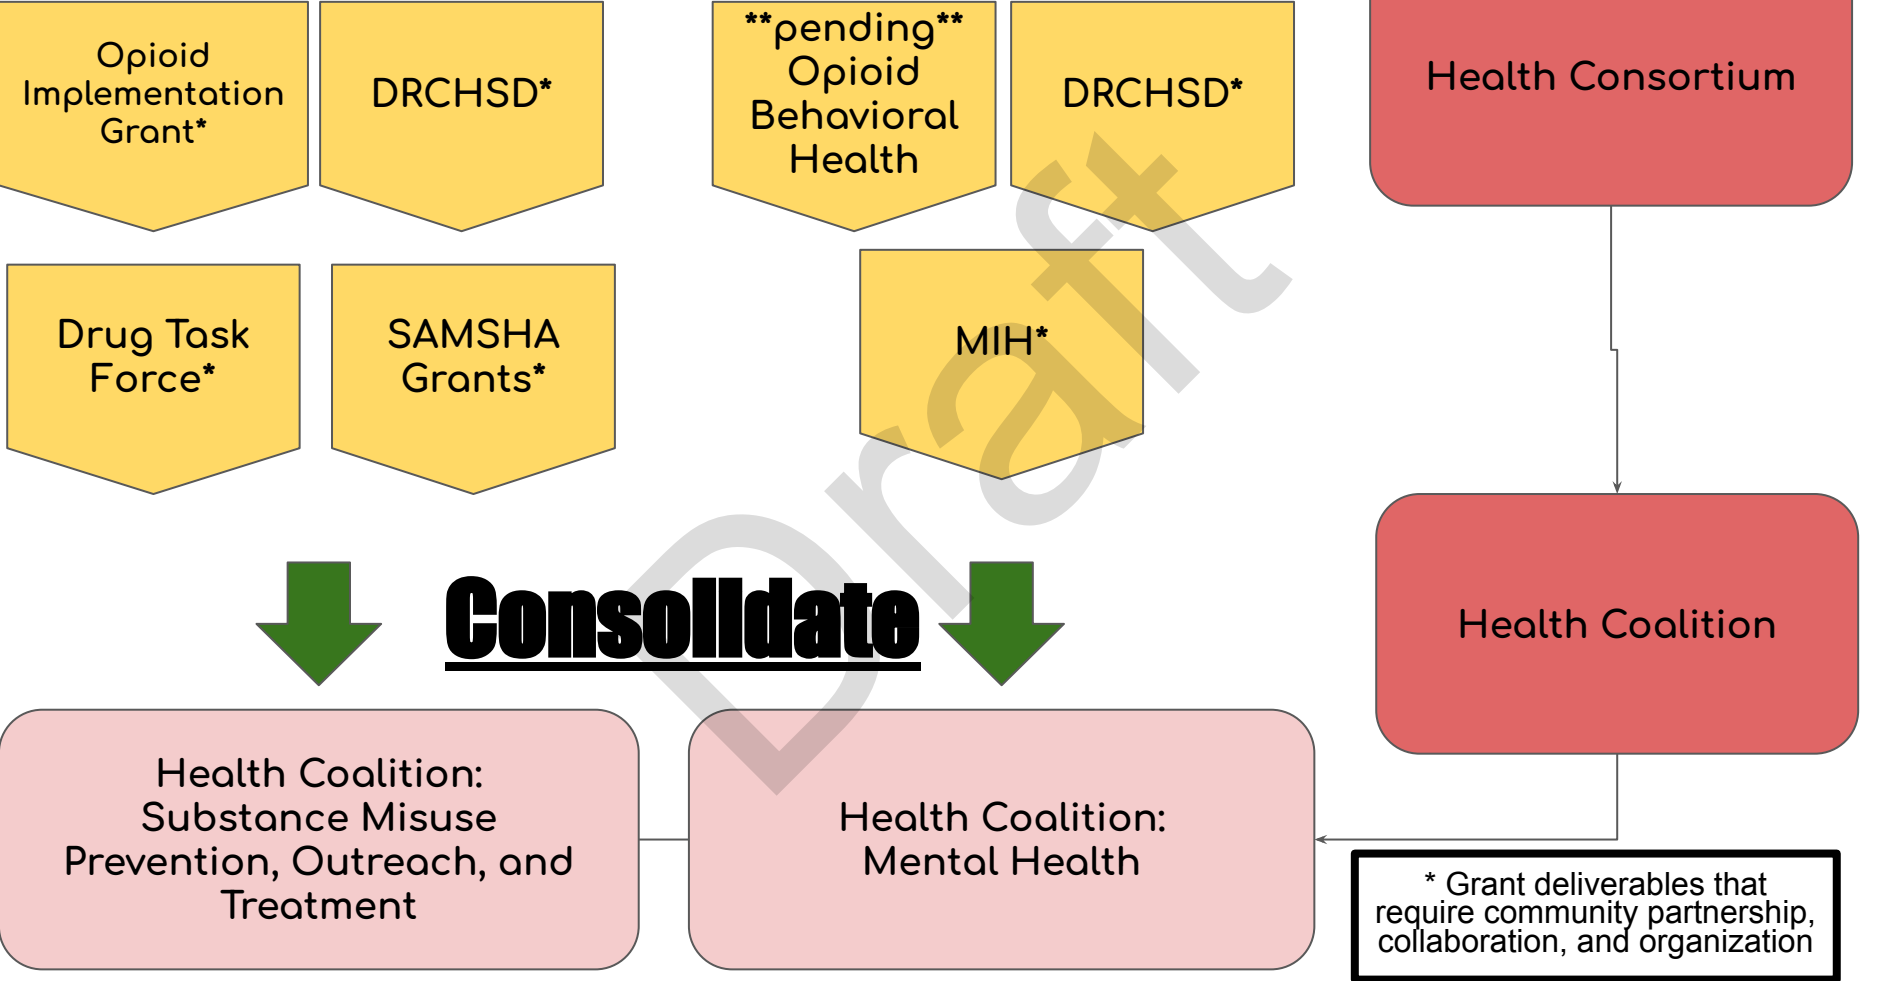 Opioid
Implementation
Grant*
DRCHSD*
**pending**
Opioid
Behavioral
Health
DRCHSD*
Health Consortium
Drug Task
Force*
SAMSHA
Grants*
MIH*
Draft
Consolidate
Health Coalition
Health Coalition:
Substance Misuse
Prevention, Outreach, and
Treatment
Health Coalition:
Mental Health
* Grant deliverables that
require community partnership,
collaboration, and organization